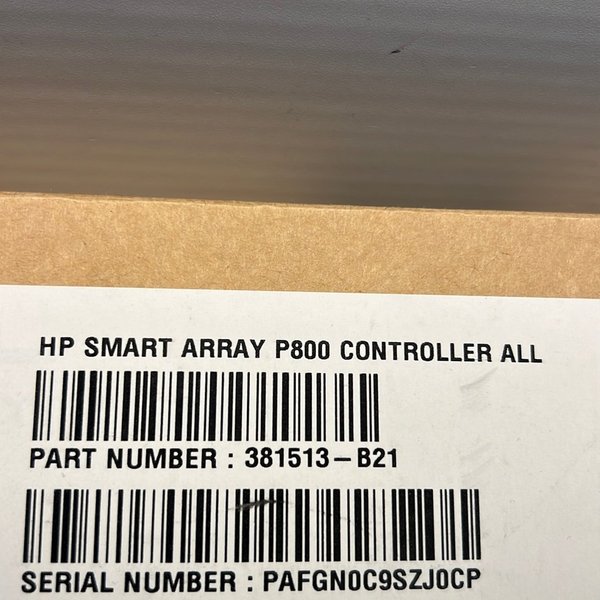 HP SMART ARRAY P800 CONTROLLER ALL
PART NUMBER : 381513-B21
SERIAL NUMBER : PAFGN0C9SZJ0CP